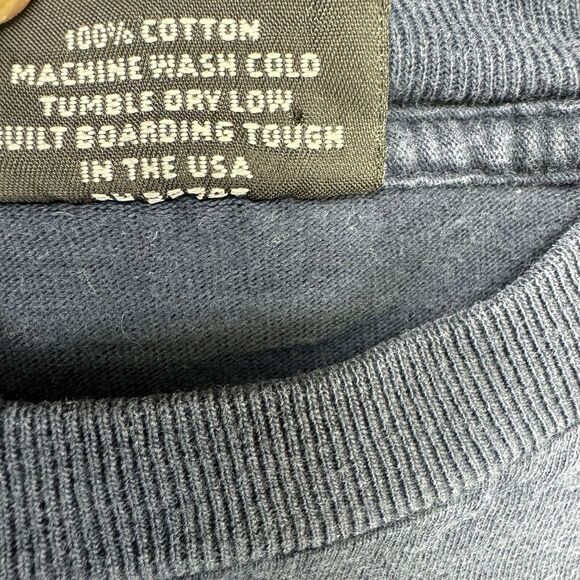 100% COTTON
MACHINE WASH COLD
TUMBLE DRY LOW
BUILT BOARDING TOUGH
IN THE USA